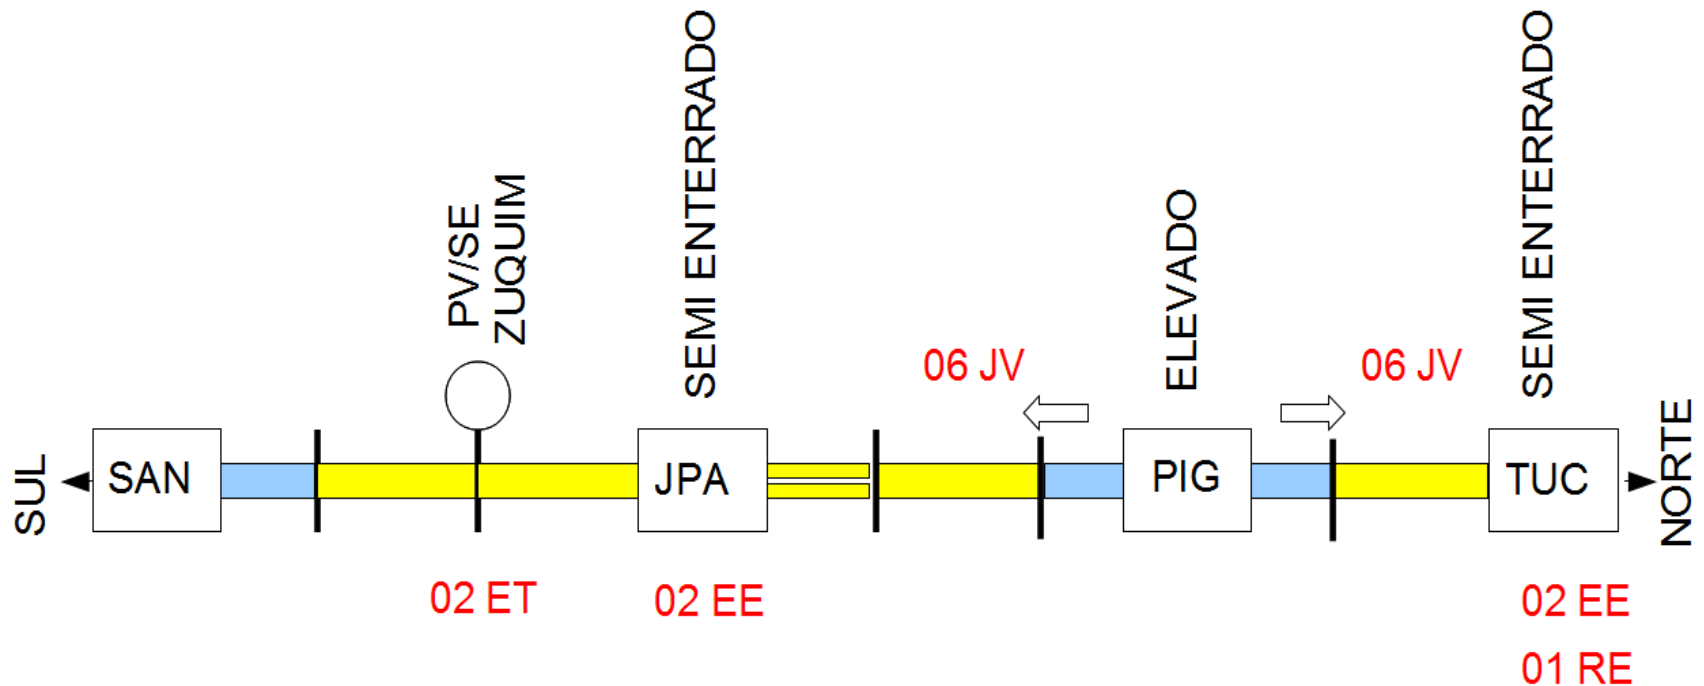 SEMI ENTERRADO
SEMI ENTERRADO
PV/SE
ZUQUIM
ELEVADO
06 JV
06 JV
SUL
SAN
JPA
PIG
TUC
NORTE
02 ET
02 EE
02 EE
01 RE